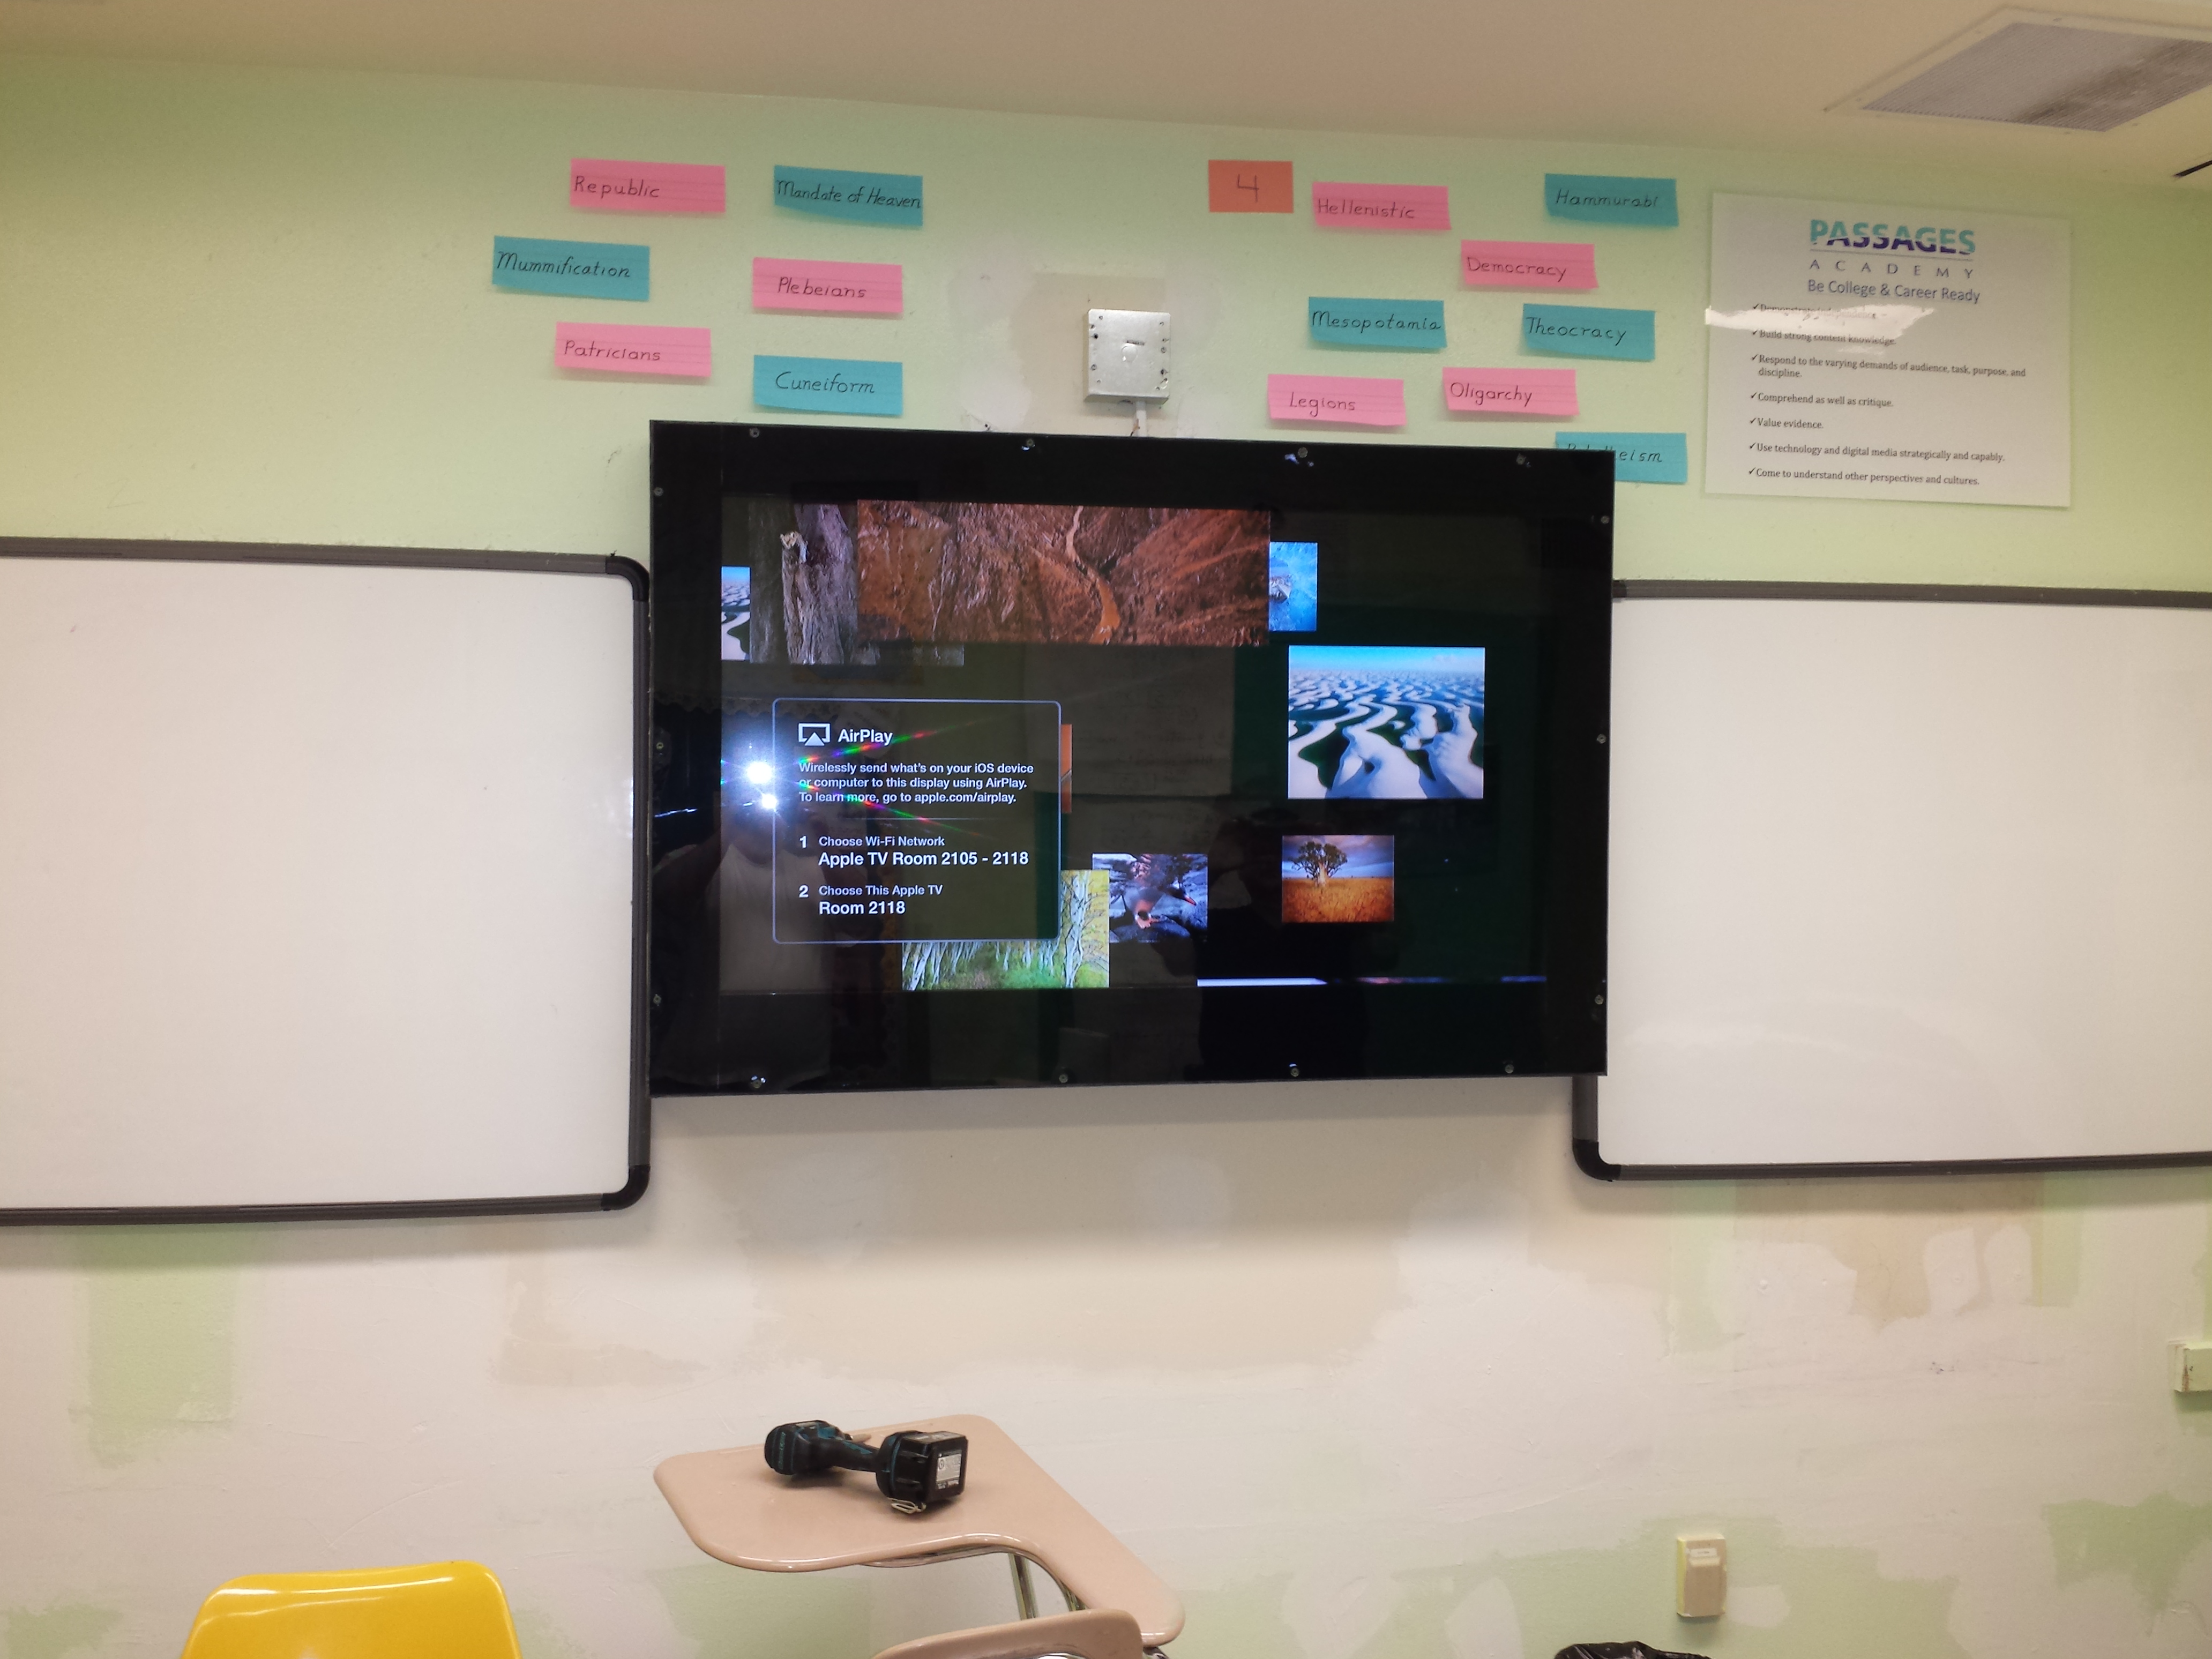 Republic
Mandate of Heaven
Mummification
Plebeians
Patricians
Cuneiform
4
Hellenistic
Hammurabi
Democracy
Mesopotamia
Theocracy
Legions
Oligarchy
eism
PASSAGES
ACADEMY
Be College & Career Ready
✓Build strong content knowledge.
✓Respond to the varying demands of audience, task, purpose, and
discipline.
✓Comprehend as well as critique.
✓Value evidence.
✓Use technology and digital media strategically and capably.
✓Come to understand other perspectives and cultures.
AirPlay
Wirelessly send what's on your iOS device
or computer to this display using AirPlay.
To learn more, go to apple.com/airplay.
1 Choose Wi-Fi Network
Apple TV Room 2105 - 2118
2 Choose This Apple TV
Room 2118